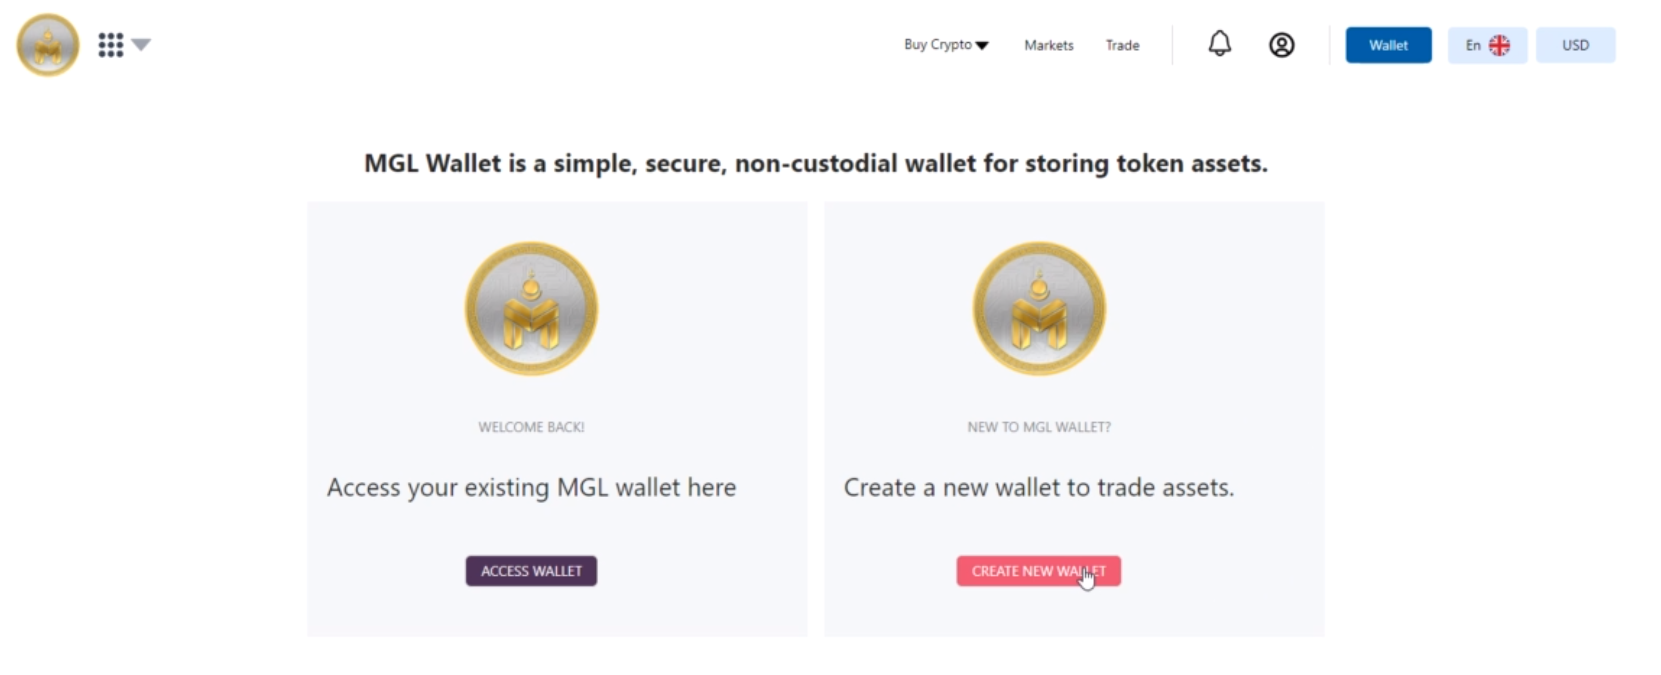 Buy Crypto
Markets
Trade
Wallet
En
USD
MGL Wallet is a simple, secure, non-custodial wallet for storing token assets.
WELCOME BACK!
Access your existing MGL wallet here
ACCESS WALLET
NEW TO MGL WALLET?
Create a new wallet to trade assets.
CREATE NEW WALLET